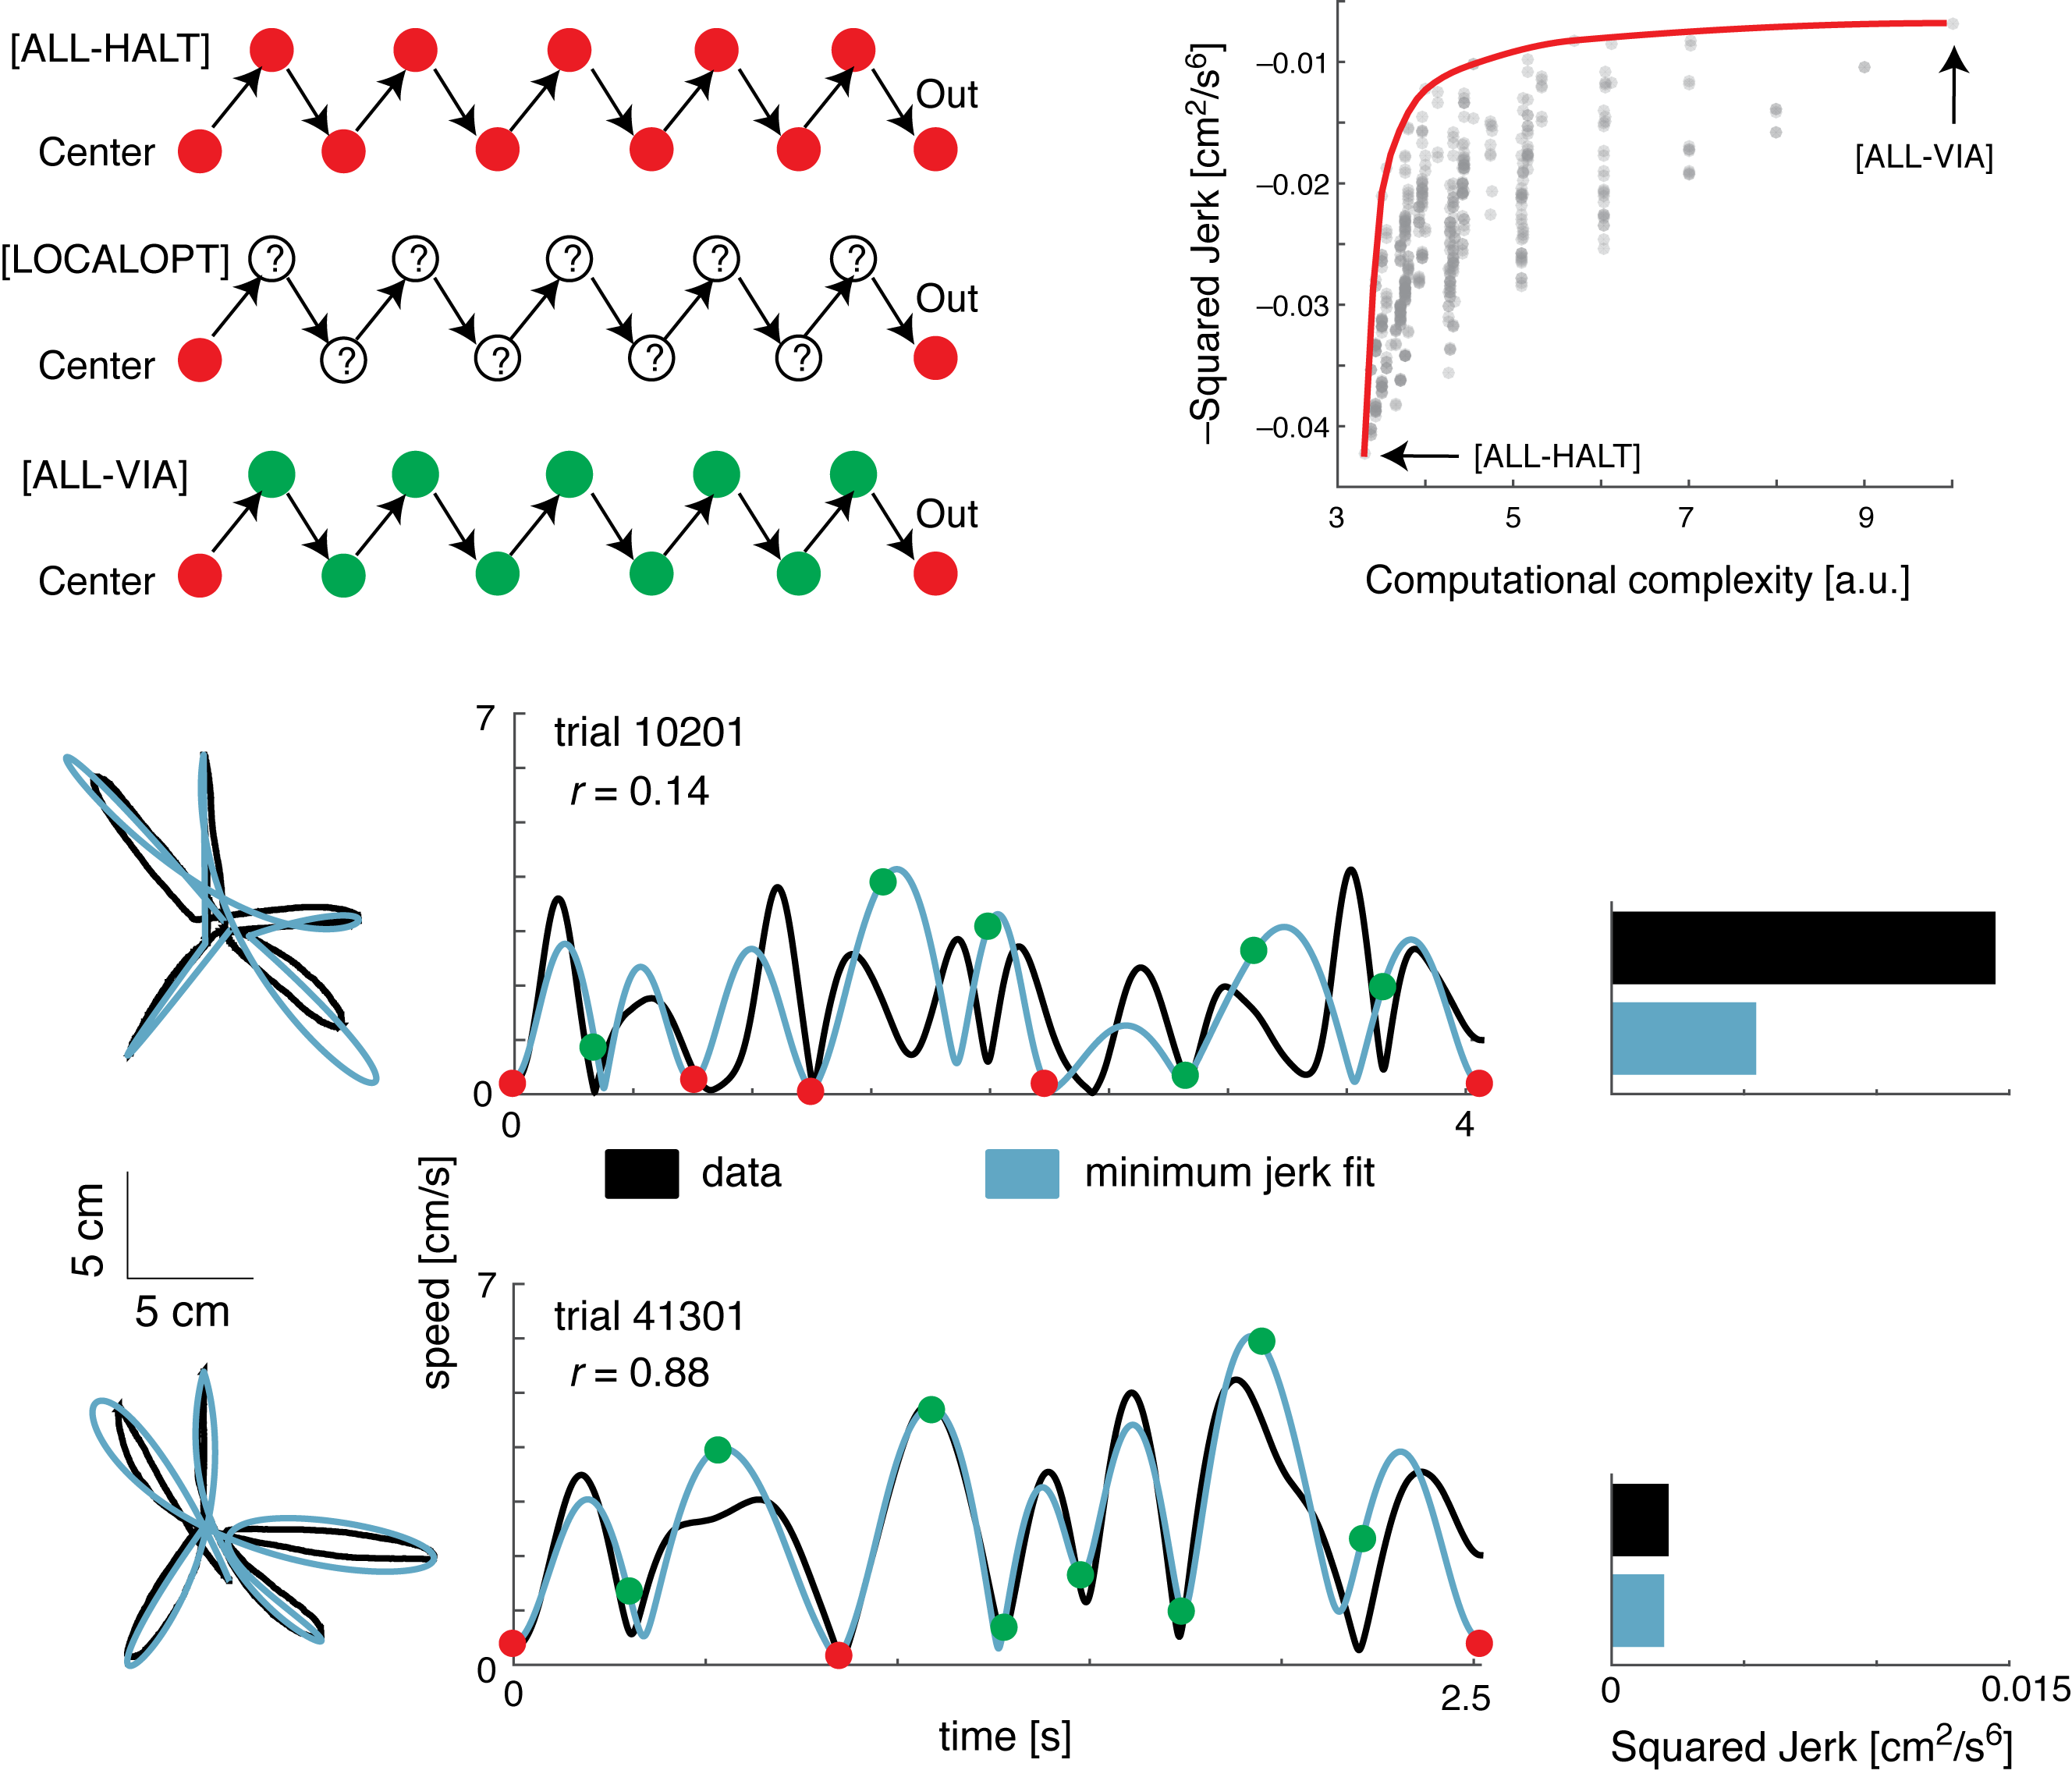 [ALL-HALT]
Out
Center
[LOCALOPT]
? ? ? ? ?
Out
Center
? ? ? ?
[ALL-VIA]
Out
Center
–Squared Jerk [cm2/s6]
–0.01
–0.02
–0.03
–0.04
[ALL-VIA]
[ALL-HALT]
3 5 7 9
Computational complexity [a.u.]
7
trial 10201
r = 0.14
0
0 4
data
minimum jerk fit
5 cm
5 cm
speed [cm/s]
7
trial 41301
r = 0.88
0
0 2.5
time [s]
0 0.015
Squared Jerk [cm2/s6]